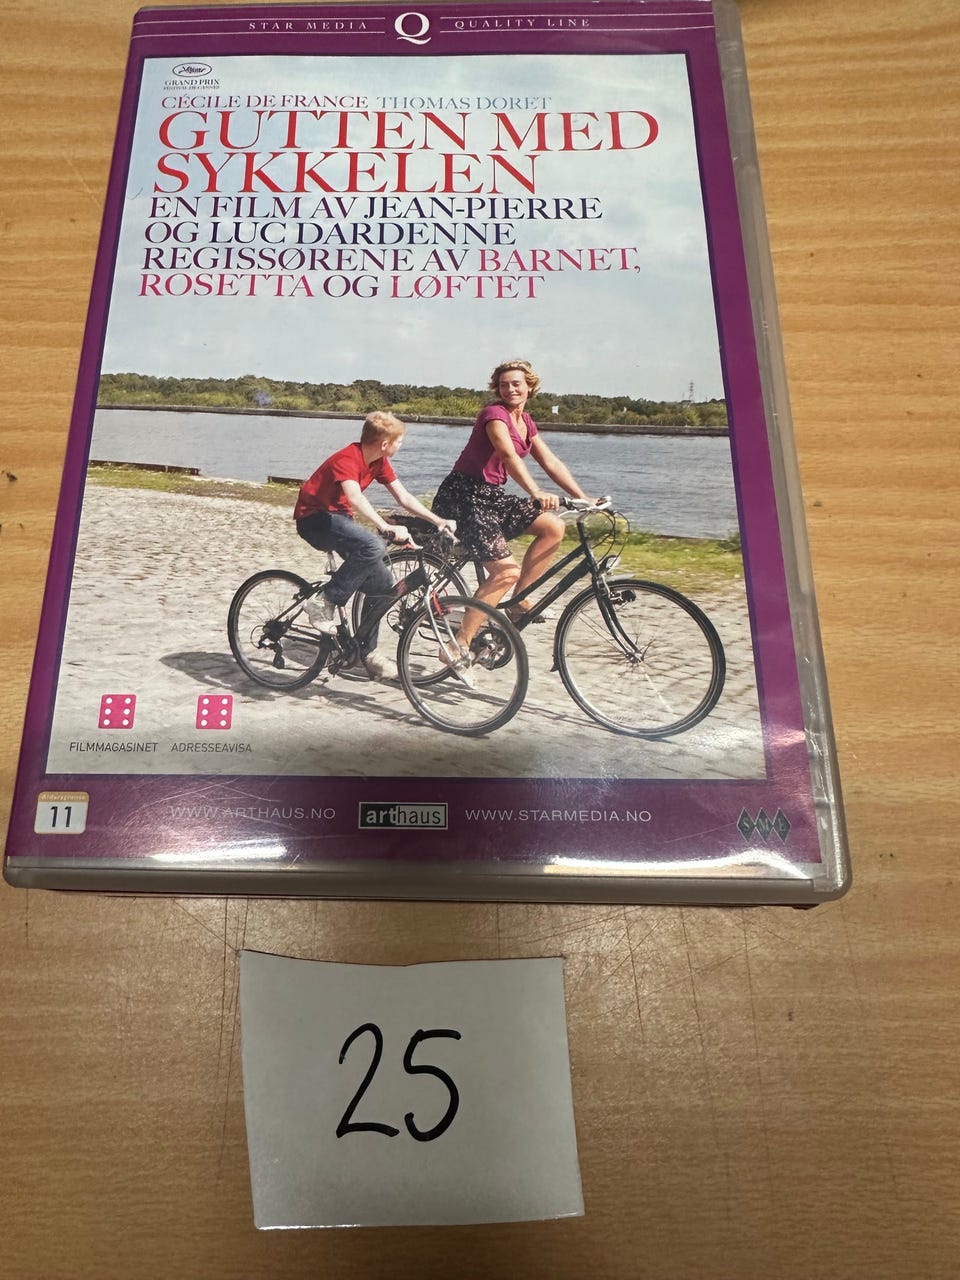 STAR MEDIA Q QUALITY LINE
GRAND PRIX
FESTIVAL DE CANNES
CÉCILE DE FRANCE THOMAS DORET
GUTTEN MED
SYKKELEN
EN FILM AV JEAN-PIERRE
OG LUC DARDENNE
REGISSØRENE AV BARNET,
ROSETTA OG LØFTET
FILMMAGASINET ADRESSEAVISA
Aldersgrense
11
WWW.ARTHAUS.NO arthaus WWW.STARMEDIA.NO
SME
25